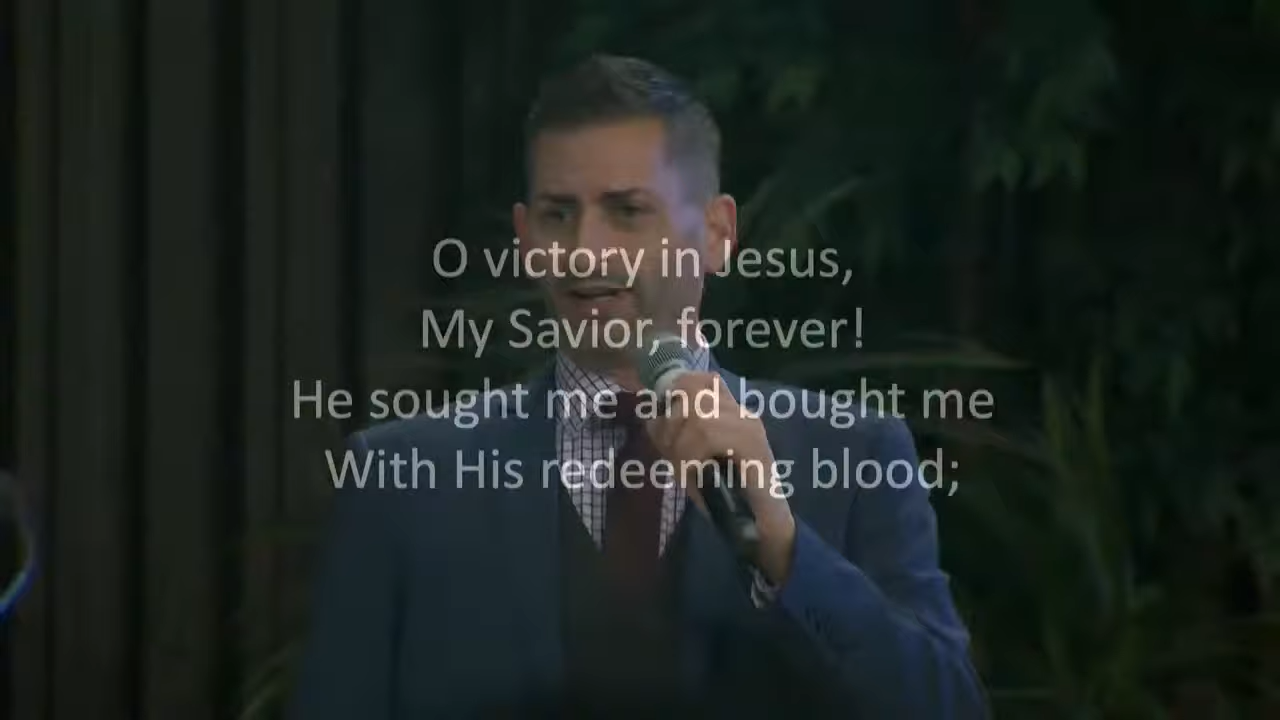 O victory in Jesus,
My Savior, forever!
He sought me and bought me
With His redeeming blood;